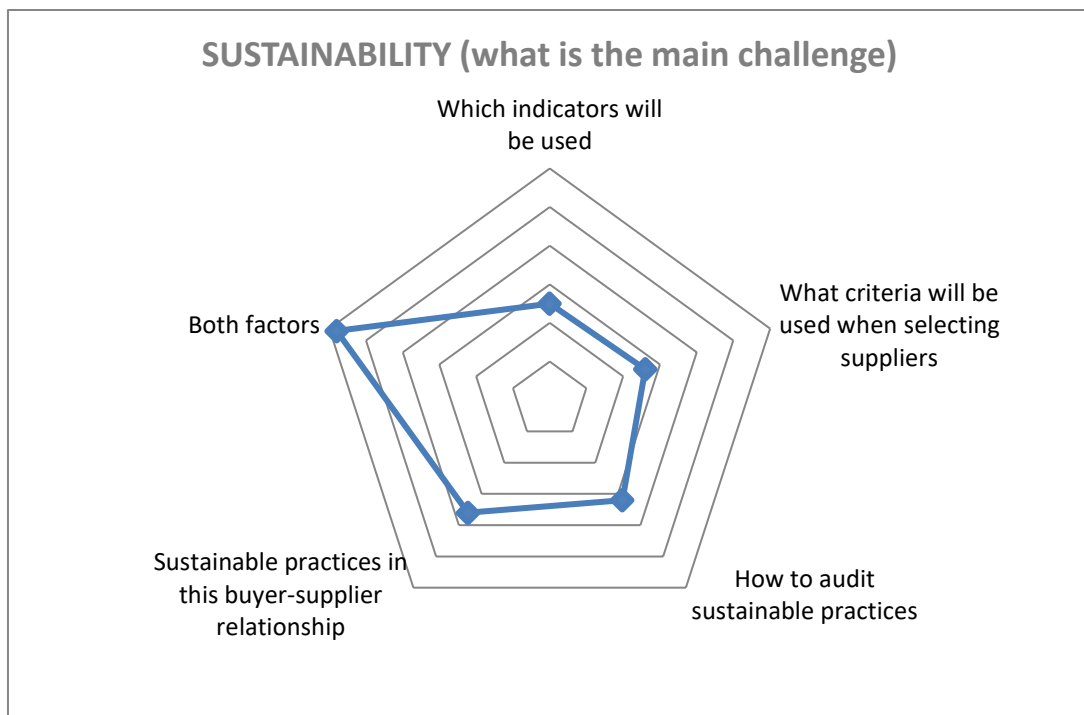 SUSTAINABILITY (what is the main challenge)
Which indicators will
be used
What criteria will be
used when selecting
suppliers
How to audit
sustainable practices
Sustainable practices in
this buyer-supplier
relationship
Both factors